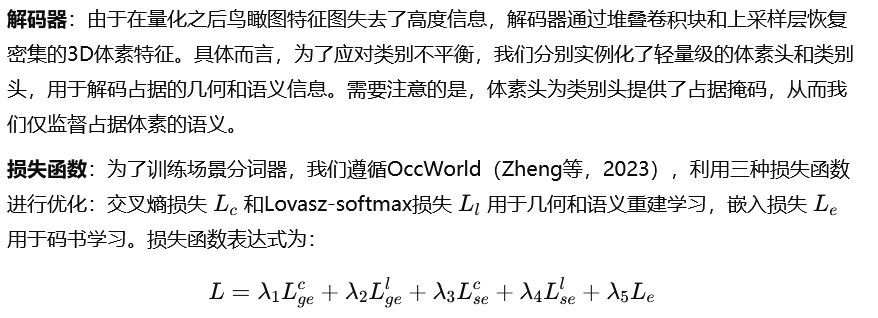 解码器：由于在量化之后鸟瞰图特征图失去了高度信息，解码器通过堆叠卷积块和上采样层恢复
密集的3D体素特征。具体而言，为了应对类别不平衡，我们分别实例化了轻量级的体素头和类别
头，用于解码占据的几何和语义信息。需要注意的是，体素头为类别头提供了占据掩码，从而我
们仅监督占据体素的语义。
损失函数：为了训练场景分词器，我们遵循OccWorld（Zheng等，2023），利用三种损失函数
进行优化：交叉熵损失 $L_c$ 和Lovasz-softmax损失 $L_l$ 用于几何和语义重建学习，嵌入损失 $L_e$
用于码书学习。损失函数表达式为：
$L = \lambda_1 L_{ge}^c + \lambda_2 L_{ge}^l + \lambda_3 L_{se}^c + \lambda_4 L_{se}^l + \lambda_5 L_e$